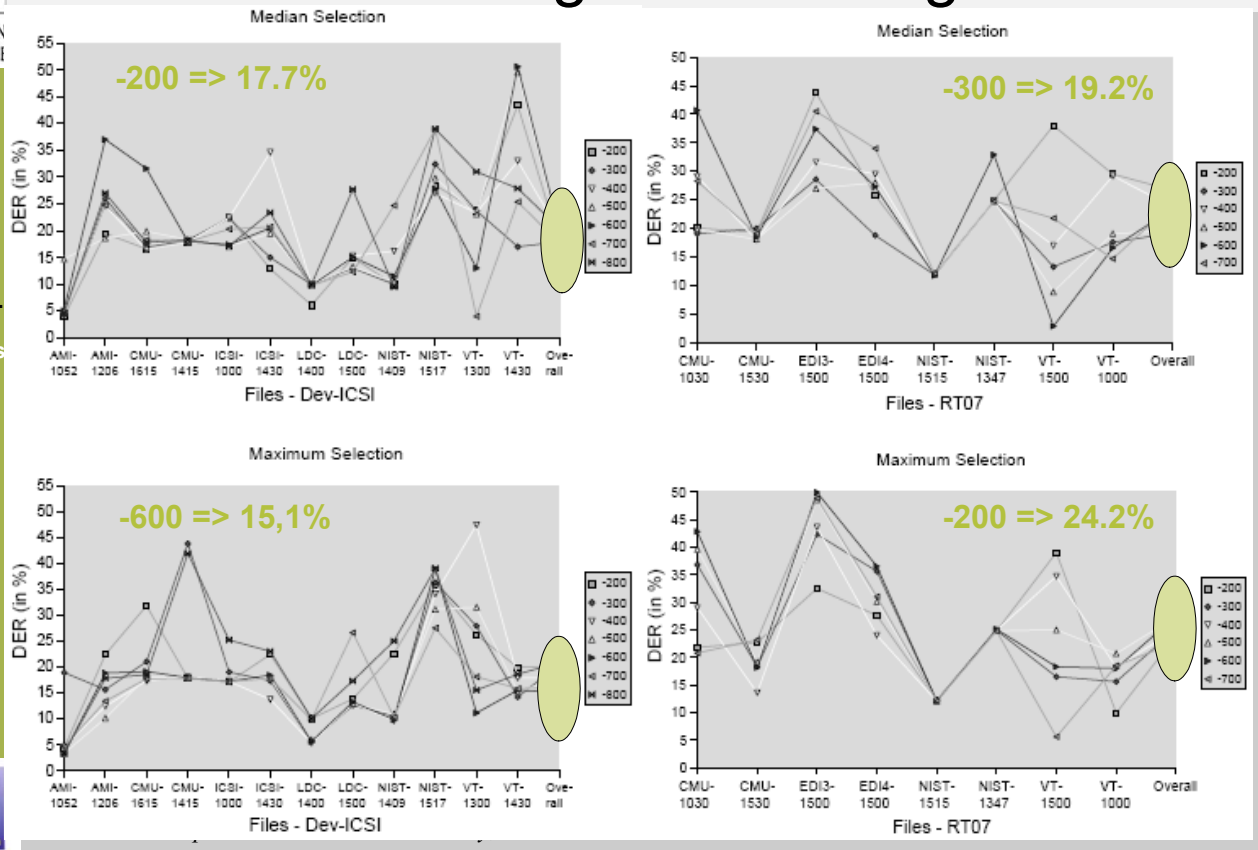 Median Selection
-200 => 17.7%
DER (in %)
55
50
45
40
35
30
25
20
15
10
5
0
AMI-1052
AMI-1206
CMU-1615
CMU-1415
ICSI-1000
ICSI-1430
LDC-1400
LDC-1500
NIST-1409
NIST-1517
VT-1300
VT-1430
Ove-rall
Files - Dev-ICSI
-200
-300
-400
-500
-600
-700
-800
Median Selection
-300 => 19.2%
DER (in %)
50
45
40
35
30
25
20
15
10
5
0
CMU-1030
CMU-1530
EDI3-1500
EDI4-1500
NIST-1515
NIST-1347
VT-1500
VT-1000
Overall
Files - RT07
-200
-300
-400
-500
-600
-700
Maximum Selection
-600 => 15,1%
DER (in %)
55
50
45
40
35
30
25
20
15
10
5
0
AMI-1052
AMI-1206
CMU-1615
CMU-1415
ICSI-1000
ICSI-1430
LDC-1400
LDC-1500
NIST-1409
NIST-1517
VT-1300
VT-1430
Ove-rall
Files - Dev-ICSI
-200
-300
-400
-500
-600
-700
-800
Maximum Selection
-200 => 24.2%
DER (in %)
50
45
40
35
30
25
20
15
10
5
0
CMU-1030
CMU-1530
EDI3-1500
EDI4-1500
NIST-1515
NIST-1347
VT-1500
VT-1000
Overall
Files - RT07
-200
-300
-400
-500
-600
-700